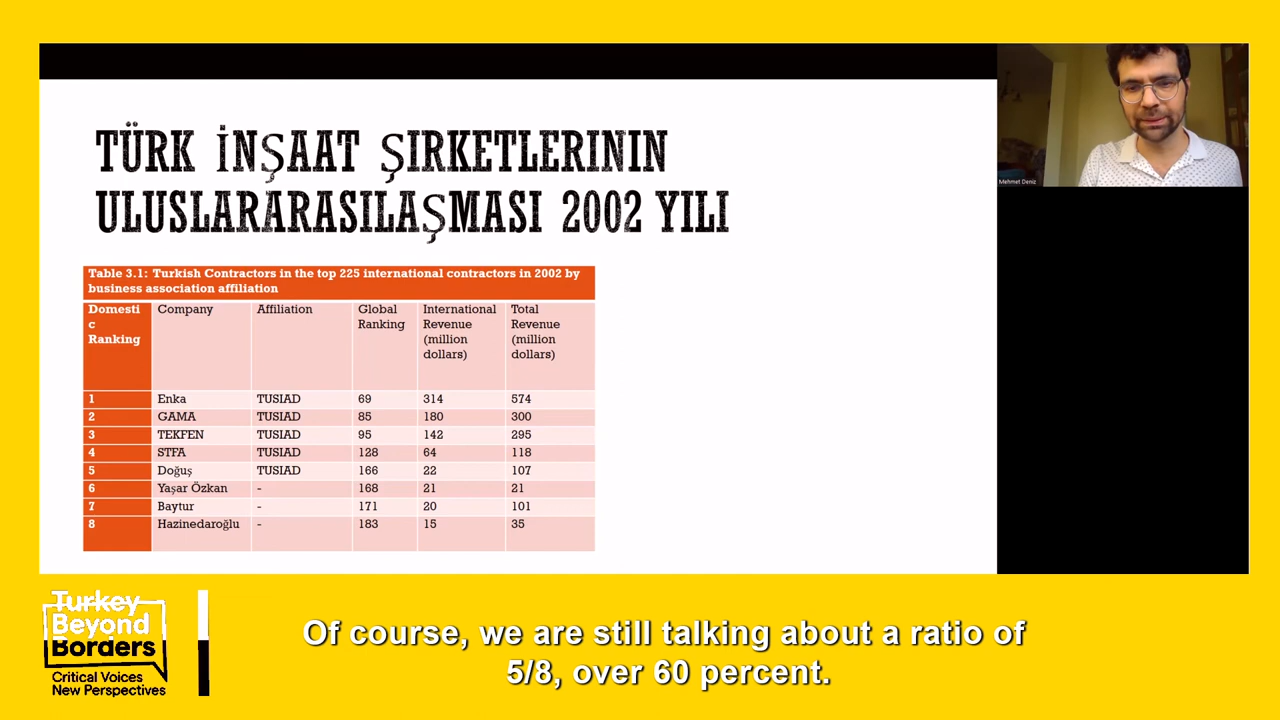 TÜRK İNŞAAT ŞIRKETLERININ
ULUSLARARASILAŞMASI 2002 YILI
Table 3.1: Turkish Contractors in the top 225 international contractors in 2002 by
business association affiliation
Domesti
c
Ranking
Company
Affiliation
Global
Ranking
International
Revenue
(million
dollars)
Total
Revenue
(million
dollars)
1 Enka TUSIAD 69 314 574
2 GAMA TUSIAD 85 180 300
3 TEKFEN TUSIAD 95 142 295
4 STFA TUSIAD 128 64 118
5 Doğuş TUSIAD 166 22 107
6 Yaşar Özkan - 168 21 21
7 Baytur - 171 20 101
8 Hazinedaroğlu - 183 15 35
Mehmet Deniz
Turkey
Beyond
Borders
Critical Voices
New Perspectives
Of course, we are still talking about a ratio of
5/8, over 60 percent.